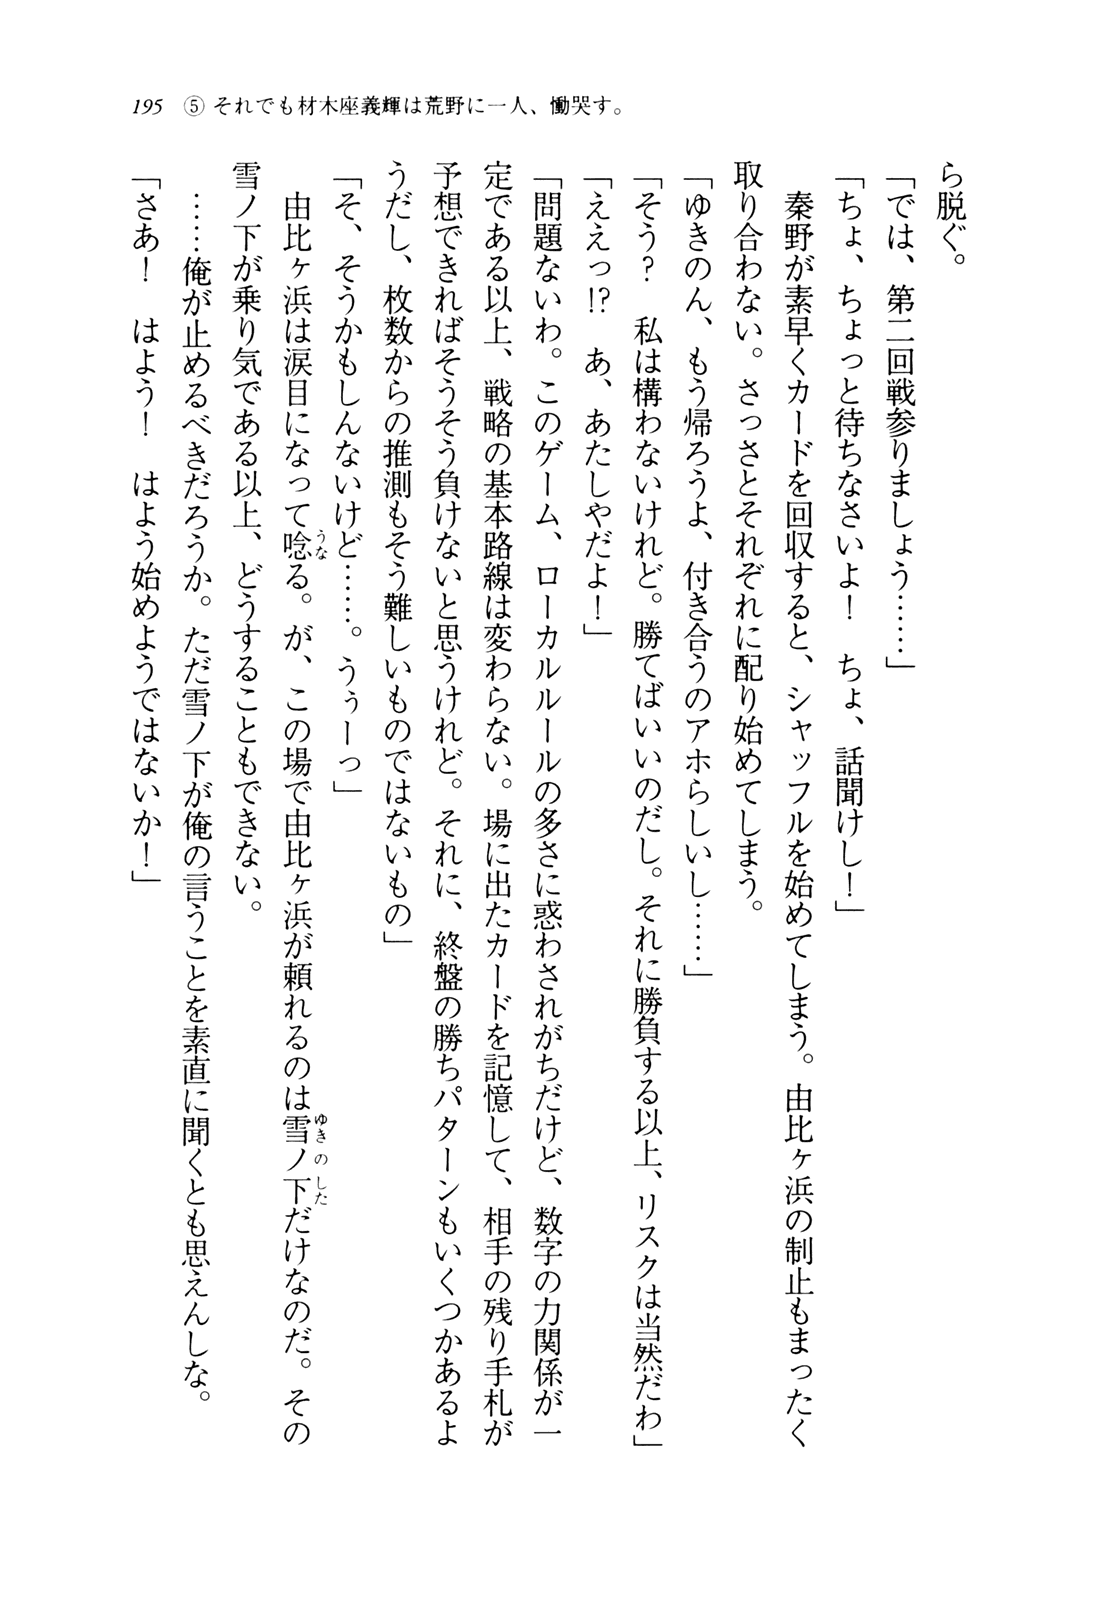 195 ⑤ それでも材木座義輝は荒野に一人、慟哭す。
ら脱ぐ。
「では、第二回戦参りましょう……」
「ちょ、ちょっと待ちなさいよ！　ちょ、話聞けし！」
　秦野が素早くカードを回収すると、シャッフルを始めてしまう。由比ヶ浜の制止もまったく
取り合わない。さっさとそれぞれに配り始めてしまう。
「ゆきのん、もう帰ろうよ、付き合うのアホらしいし……」
「そう？　私は構わないけれど。勝てばいいのだし。それに勝負する以上、リスクは当然だわ」
「ええっ!?　あ、あたしやだよ！」
「問題ないわ。このゲーム、ローカルルールの多さに惑わされがちだけど、数字の力関係が一
定である以上、戦略の基本路線は変わらない。場に出たカードを記憶して、相手の残り手札が
予想できればそうそう負けないと思うけれど。それに、終盤の勝ちパターンもいくつかあるよ
うだし、枚数からの推測もそう難しいものではないもの」
「そ、そうかもしんないけど……。うぅーっ」
　由比ヶ浜は涙目になって唸うなる。が、この場で由比ヶ浜が頼れるのは雪ノ下ゆきのしただけなのだ。その
雪ノ下が乗り気である以上、どうすることもできない。
　……俺が止めるべきだろうか。ただ雪ノ下が俺の言うことを素直に聞くとも思えんしな。
「さあ！　はよう！　はよう始めようではないか！」